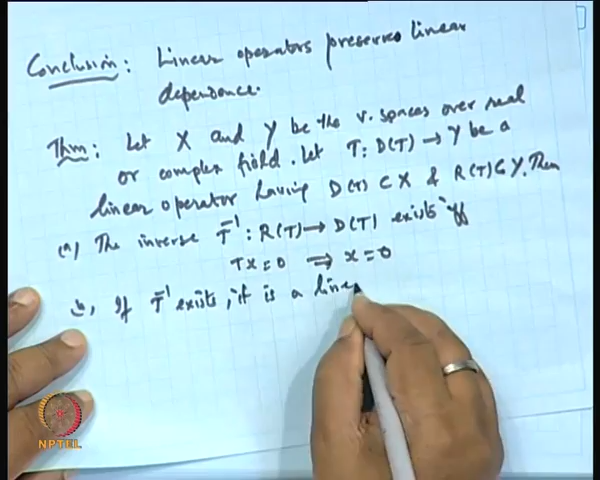 Conclusion: Linear operators preserves linear
dependence.
Thm: Let X and Y be the v. spaces over real
or complex field. Let T: D(T) → Y be a
linear operator having D(T) ⊂ X & R(T) ⊂ Y. Then
(a) The inverse T⁻¹: R(T) → D(T) exists iff
Tx = 0 ⇒ x = 0
(b) If T⁻¹ exists, it is a line
NPTEL